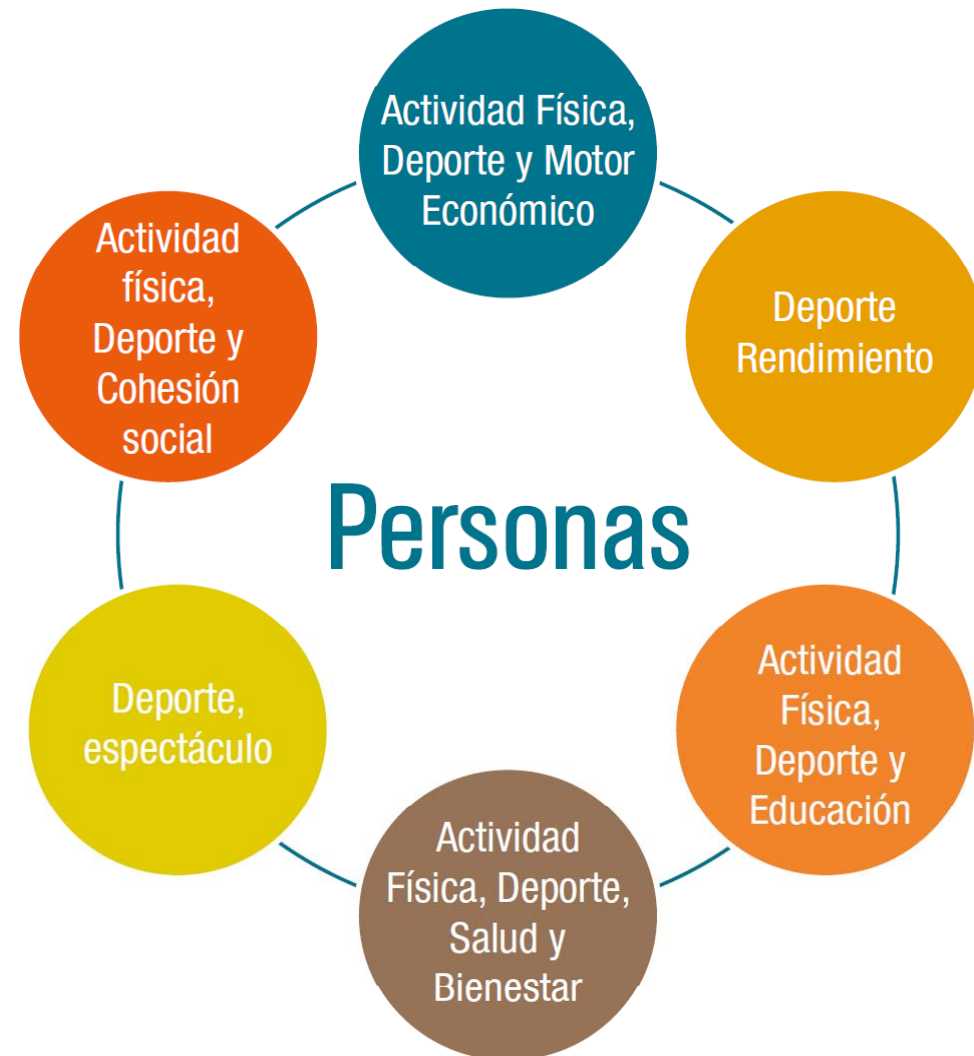 Actividad Física,
Deporte y Motor
Económico
Actividad
física,
Deporte y
Cohesión
social
Deporte
Rendimiento
Personas
Deporte,
espectáculo
Actividad
Física,
Deporte y
Educación
Actividad
Física, Deporte,
Salud y
Bienestar